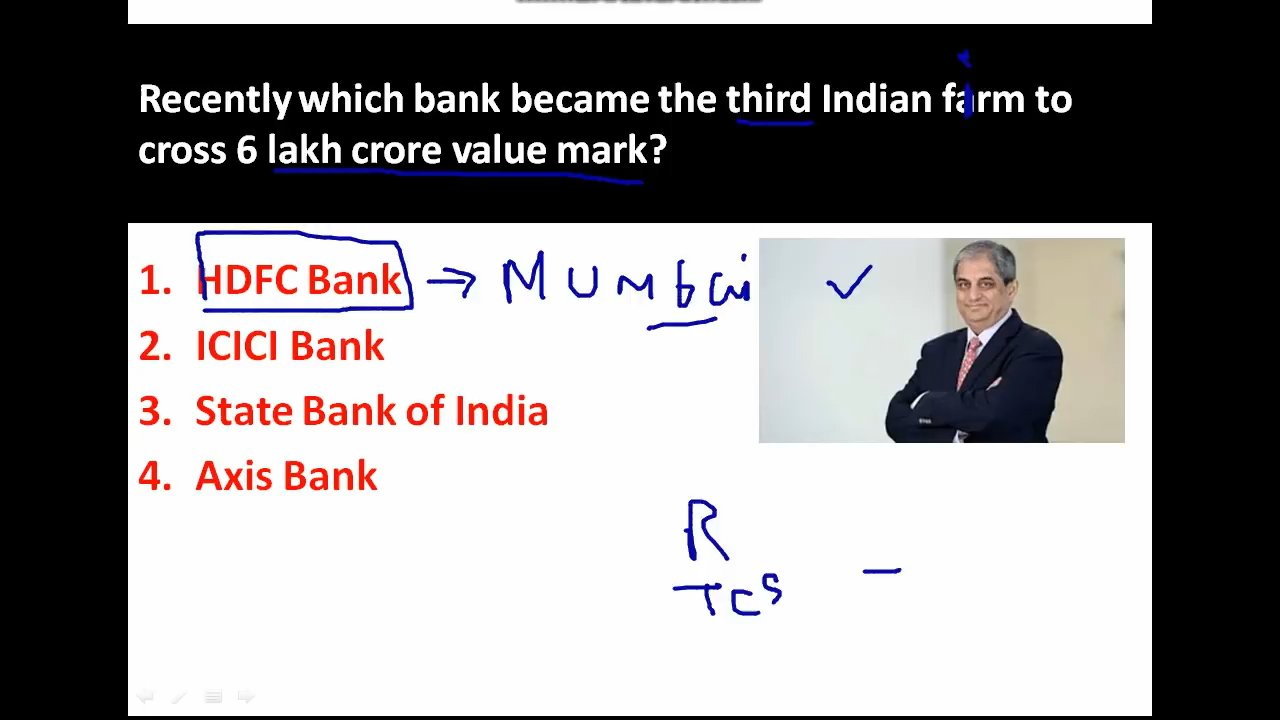 Recently which bank became the third Indian farm to
cross 6 lakh crore value mark?
1. HDFC Bank → Mumbai
2. ICICI Bank
3. State Bank of India
4. Axis Bank
R
TCS